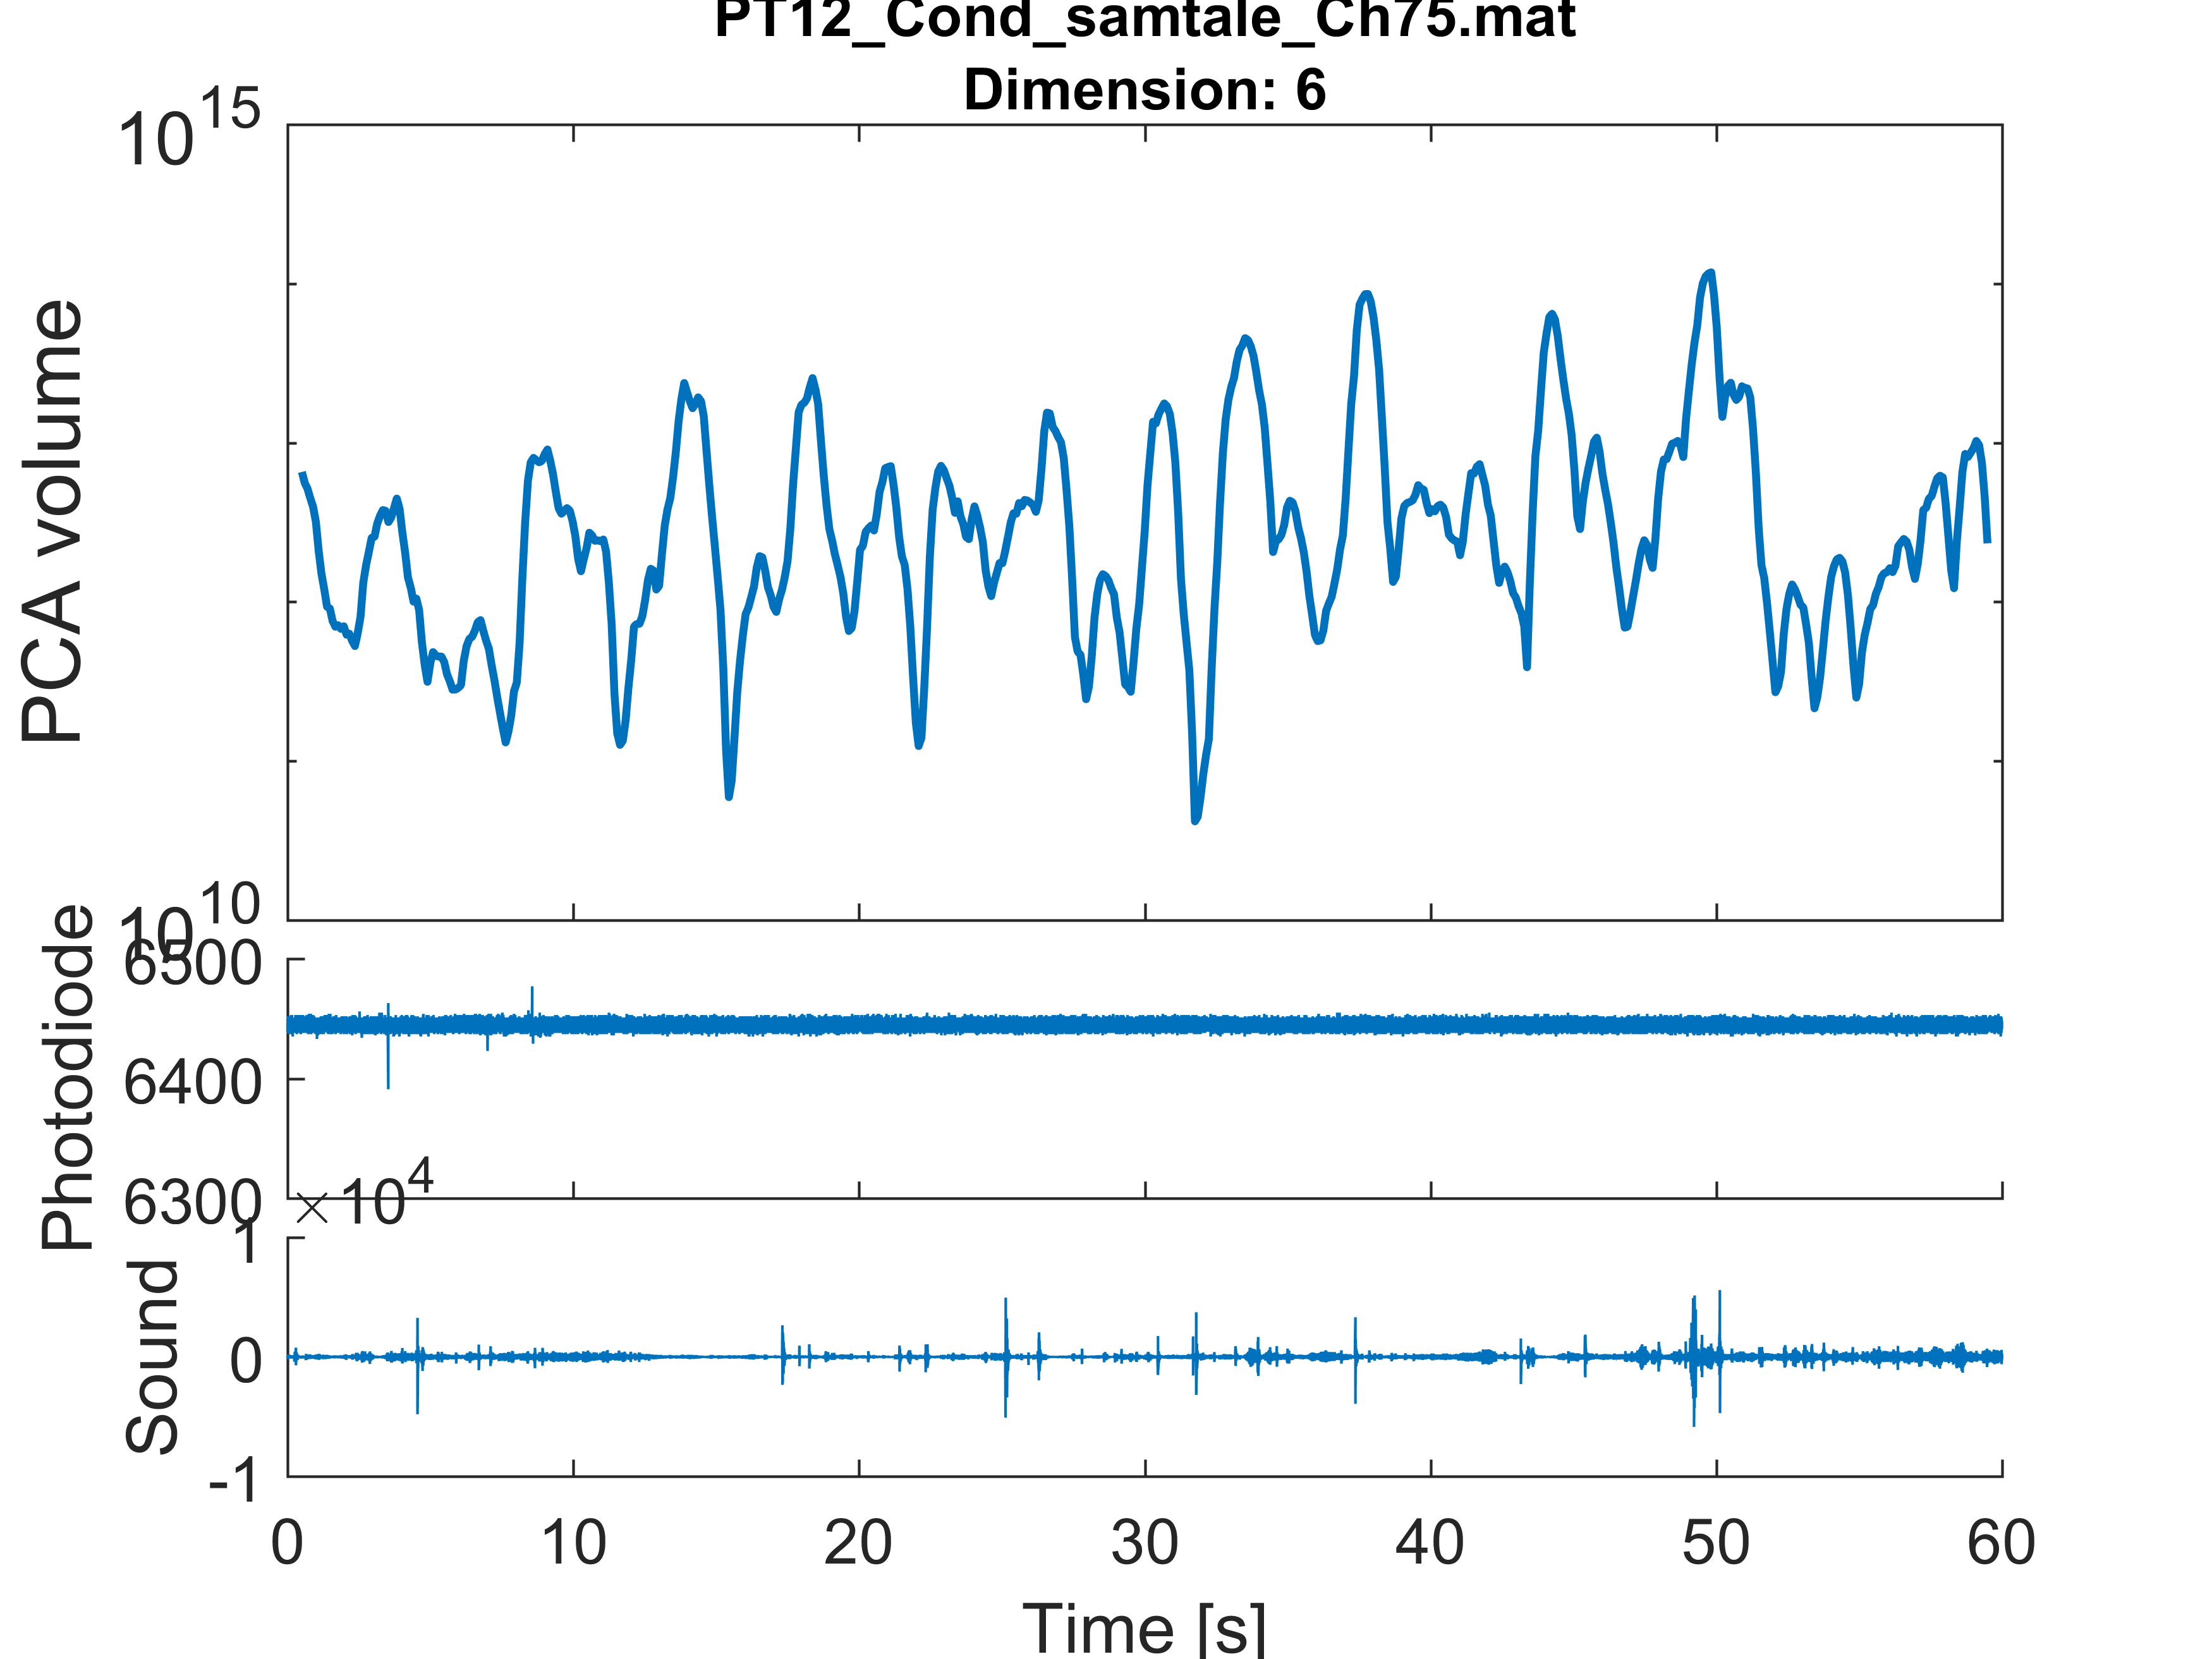 PT12_Cond_samtale_Ch75.mat
Dimension: 6
10^15
PCA volume
10^10
6500
Photodiode
6400
6300
×10^4
1
Sound
0
-1
0 10 20 30 40 50 60
Time [s]